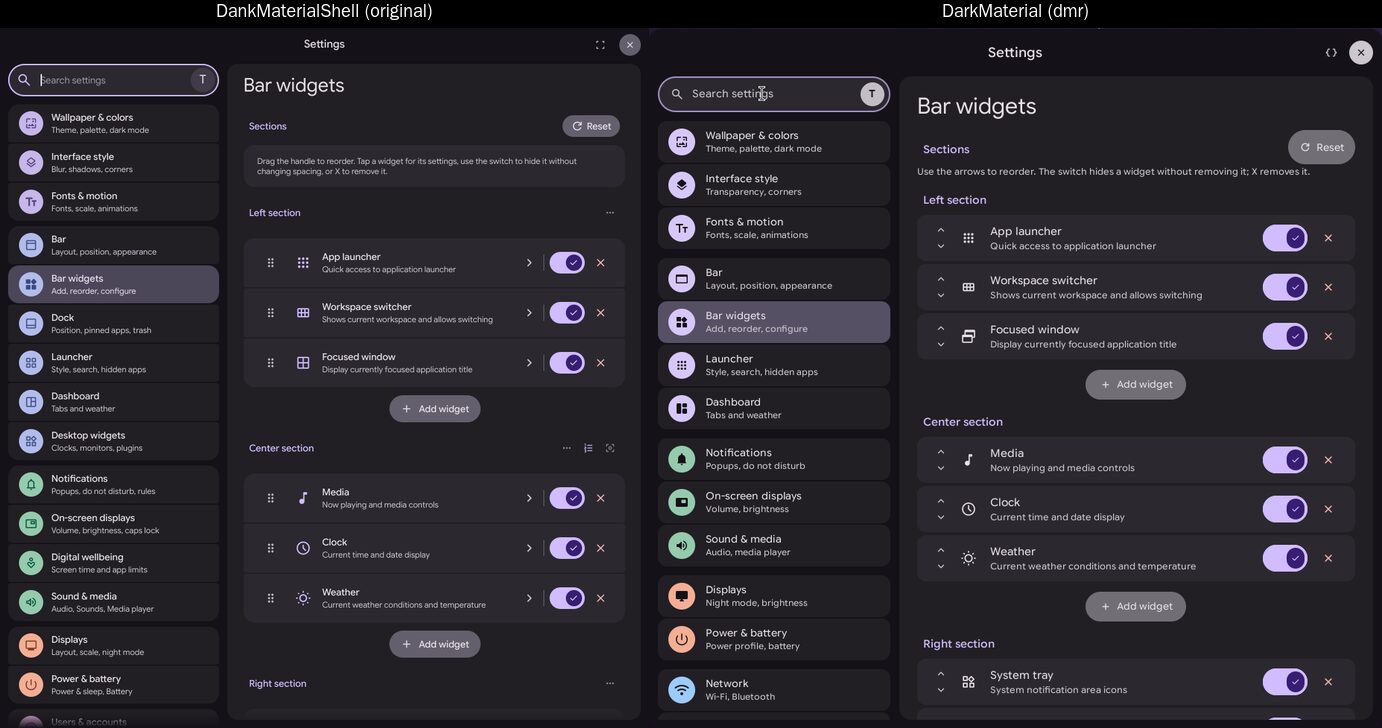 DankMaterialShell (original)
Settings
Search settings
T
Wallpaper & colors
Theme, palette, dark mode
Interface style
Blur, shadows, corners
Fonts & motion
Fonts, scale, animations
Bar
Layout, position, appearance
Bar widgets
Add, reorder, configure
Dock
Position, pinned apps, trash
Launcher
Style, search, hidden apps
Dashboard
Tabs and weather
Desktop widgets
Clocks, monitors, plugins
Notifications
Popups, do not disturb, rules
On-screen displays
Volume, brightness, caps lock
Digital wellbeing
Screen time and app limits
Sound & media
Audio, Sounds, Media player
Displays
Layout, scale, night mode
Power & battery
Power & sleep, Battery
Users & accounts
Bar widgets
Sections
Reset
Drag the handle to reorder. Tap a widget for its settings, use the switch to hide it without
changing spacing, or X to remove it.
Left section
App launcher
Quick access to application launcher
Workspace switcher
Shows current workspace and allows switching
Focused window
Display currently focused application title
Add widget
Center section
Media
Now playing and media controls
Clock
Current time and date display
Weather
Current weather conditions and temperature
Add widget
Right section
DarkMaterial (dmr)
Settings
Search settings
T
Wallpaper & colors
Theme, palette, dark mode
Interface style
Transparency, corners
Fonts & motion
Fonts, scale, animations
Bar
Layout, position, appearance
Bar widgets
Add, reorder, configure
Launcher
Style, search, hidden apps
Dashboard
Tabs and weather
Notifications
Popups, do not disturb
On-screen displays
Volume, brightness
Sound & media
Audio, media player
Displays
Night mode, brightness
Power & battery
Power profile, battery
Network
Wi-Fi, Bluetooth
Bar widgets
Sections
Reset
Use the arrows to reorder. The switch hides a widget without removing it; X removes it.
Left section
App launcher
Quick access to application launcher
Workspace switcher
Shows current workspace and allows switching
Focused window
Display currently focused application title
Add widget
Center section
Media
Now playing and media controls
Clock
Current time and date display
Weather
Current weather conditions and temperature
Add widget
Right section
System tray
System notification area icons